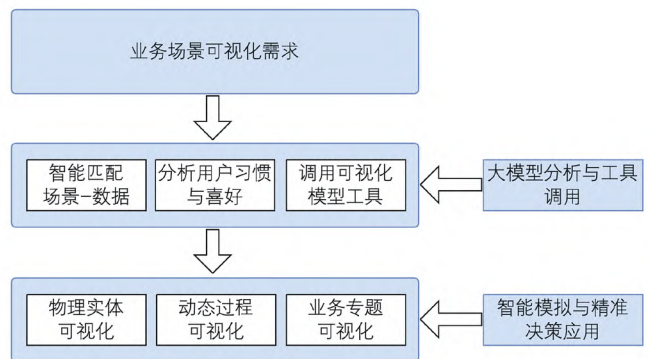 业务场景可视化需求
智能匹配
场景-数据
分析用户习惯
与喜好
调用可视化
模型工具
大模型分析与工具
调用
物理实体
可视化
动态过程
可视化
业务专题
可视化
智能模拟与精准
决策应用